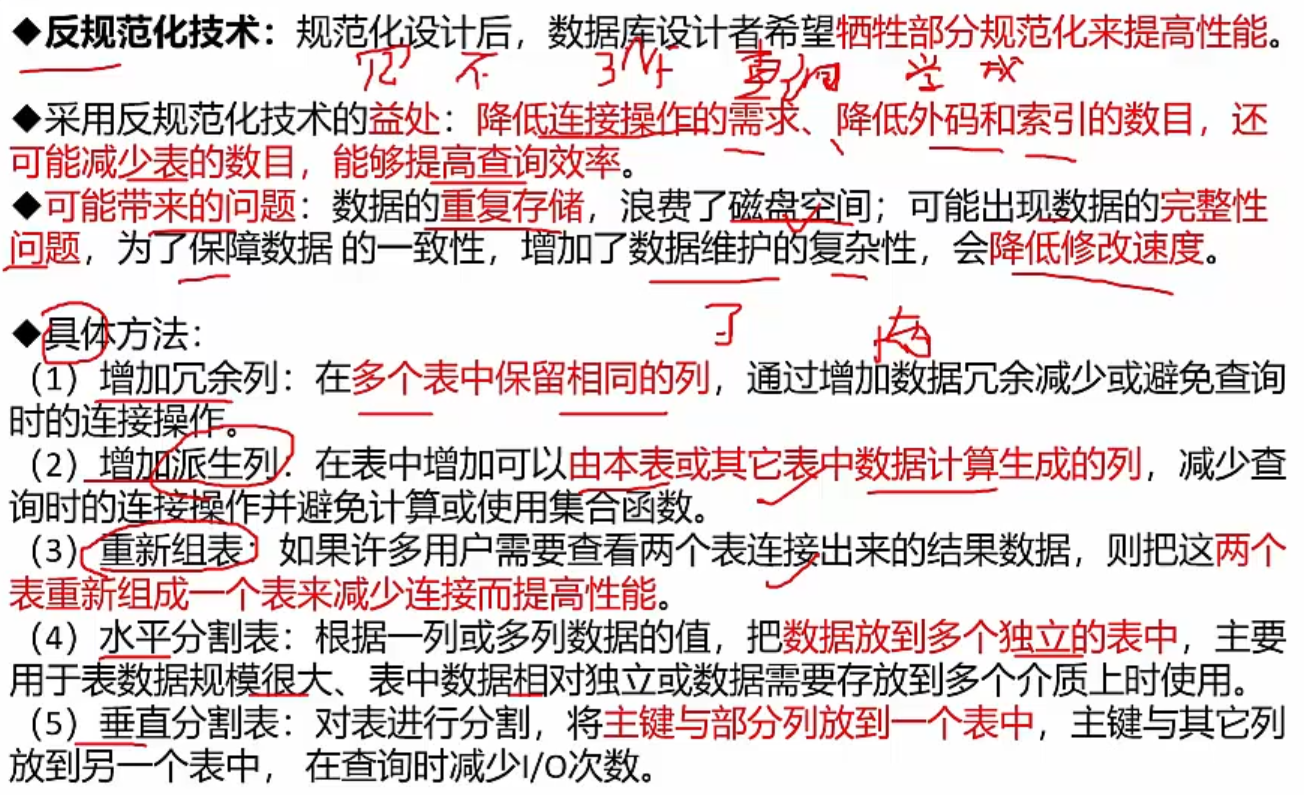 ◆反规范化技术：规范化设计后，数据库设计者希望牺牲部分规范化来提高性能。
3NF 查询
◆采用反规范化技术的益处：降低连接操作的需求、降低外码和索引的数目，还
可能减少表的数目，能够提高查询效率。
◆可能带来的问题：数据的重复存储，浪费了磁盘空间；可能出现数据的完整性
问题，为了保障数据 的一致性，增加了数据维护的复杂性，会降低修改速度。
◆具体方法：
（1）增加冗余列：在多个表中保留相同的列，通过增加数据冗余减少或避免查询
时的连接操作。
（2）增加派生列：在表中增加可以由本表或其它表中数据计算生成的列，减少查
询时的连接操作并避免计算或使用集合函数。
（3）重新组表：如果许多用户需要查看两个表连接出来的结果数据，则把这两个
表重新组成一个表来减少连接而提高性能。
（4）水平分割表：根据一列或多列数据的值，把数据放到多个独立的表中，主要
用于表数据规模很大、表中数据相对独立或数据需要存放到多个介质上时使用。
（5）垂直分割表：对表进行分割，将主键与部分列放到一个表中，主键与其它列
放到另一个表中， 在查询时减少I/O次数。